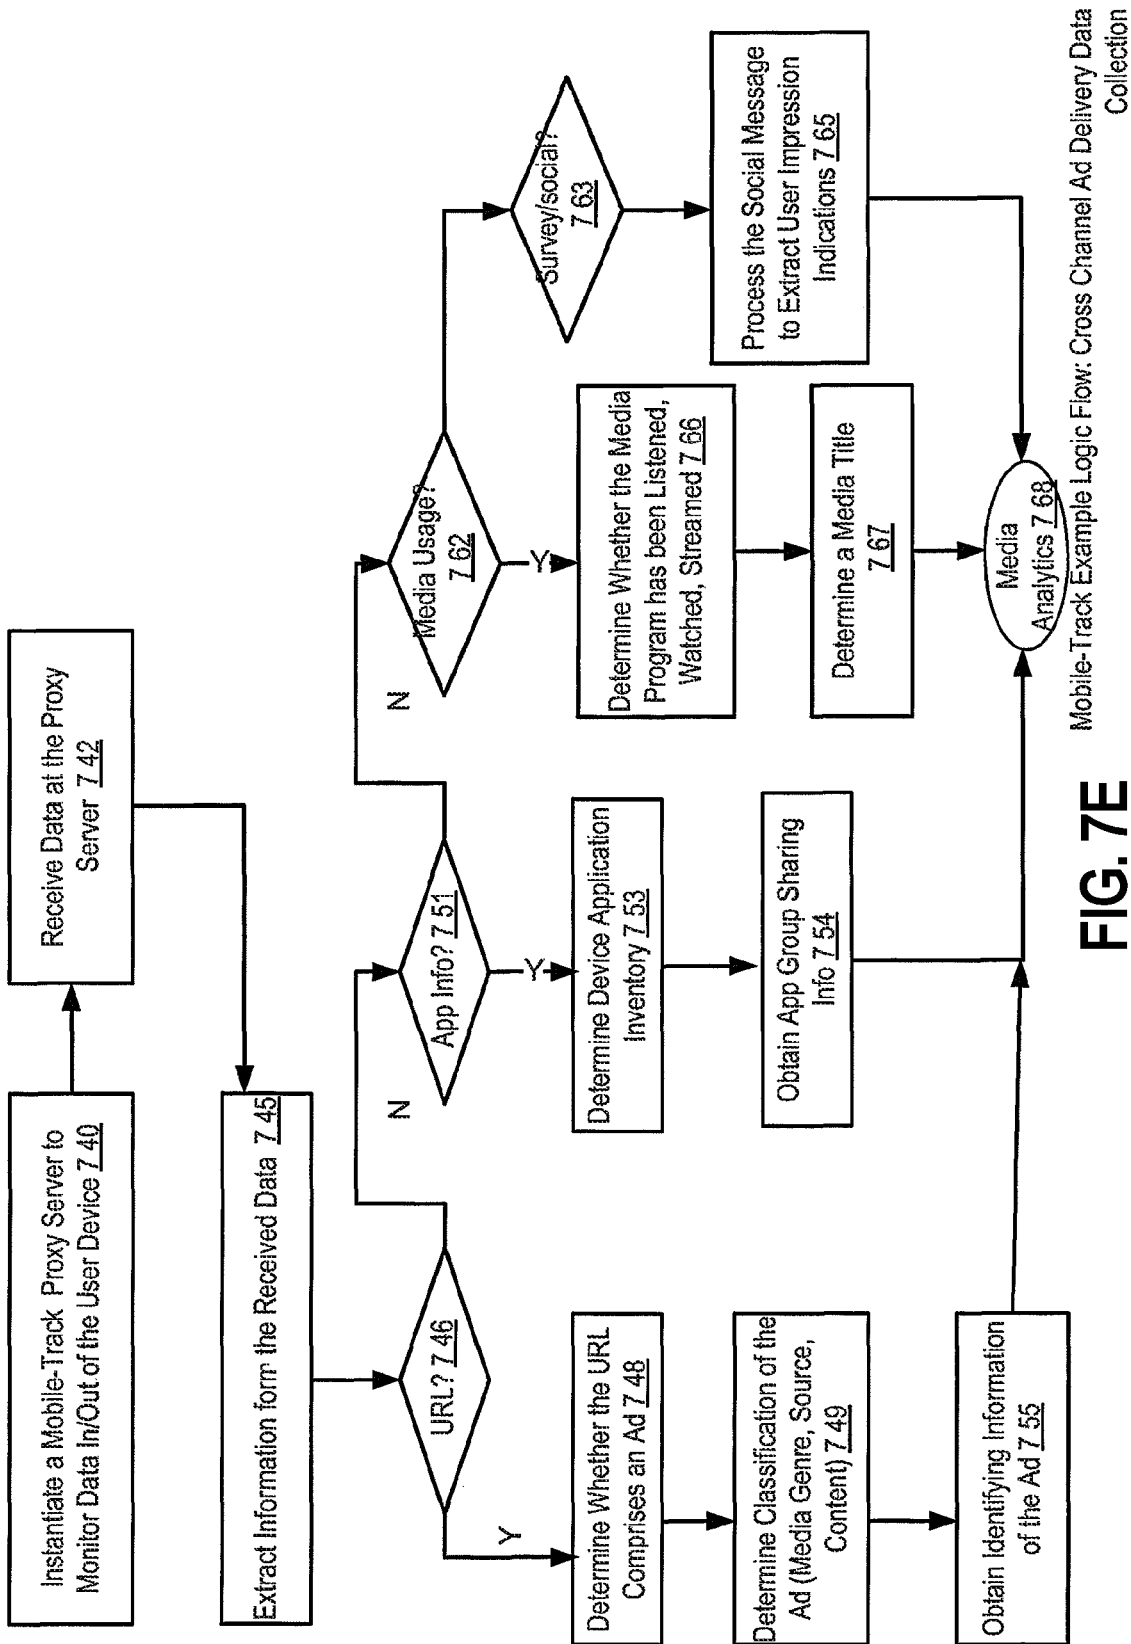 Instantiate a Mobile-Track Proxy Server to
Monitor Data In/Out of the User Device 7 40
Receive Data at the Proxy
Server 7 42
Extract Information form the Received Data 7 45
URL? 7 46
N
Y
App Info? 7 51
N
Y
Media Usage?
7 62
Y
Survey/social?
7 63
Determine Whether the URL
Comprises an Ad 7 48
Determine Classification of the
Ad (Media Genre, Source,
Content) 7 49
Obtain Identifying Information
of the Ad 7 55
Determine Device Application
Inventory 7 53
Obtain App Group Sharing
Info 7 54
Determine Whether the Media
Program has been Listened,
Watched, Streamed 7 66
Determine a Media Title
7 67
Process the Social Message
to Extract User Impression
Indications 7 65
Media
Analytics 7 68
FIG. 7E
Mobile-Track Example Logic Flow: Cross Channel Ad Delivery Data
Collection